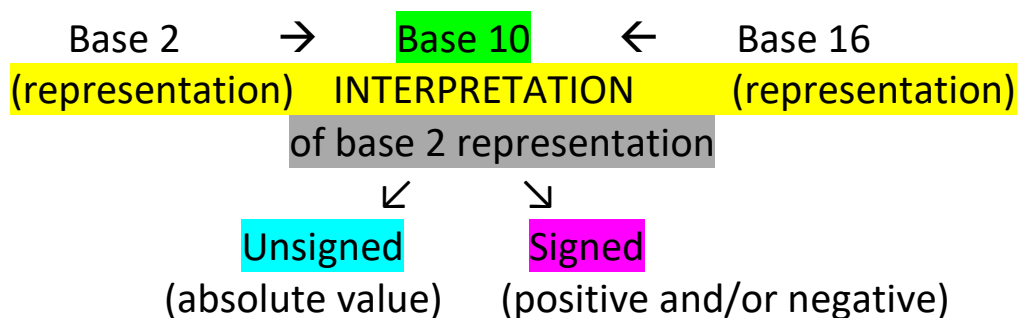 Base 2 → Base 10 ← Base 16
(representation) INTERPRETATION (representation)
of base 2 representation
↙ ↘
Unsigned Signed
(absolute value) (positive and/or negative)